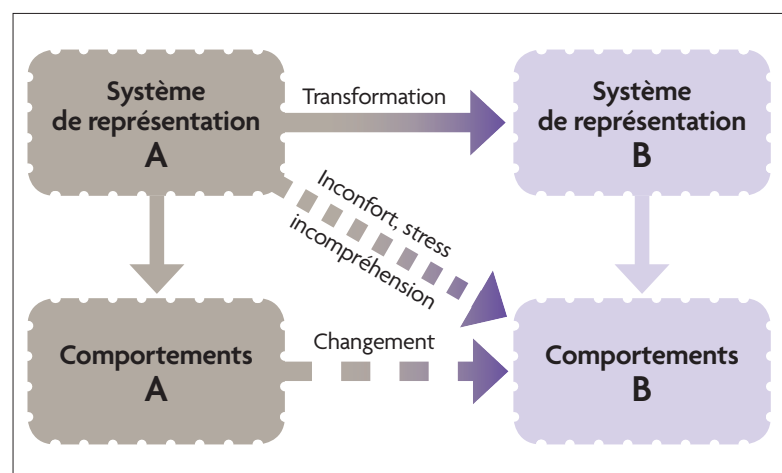 Système
de représentation
A
Transformation
Système
de représentation
B
Inconfort, stress
incompréhension
Comportements
A
Changement
Comportements
B